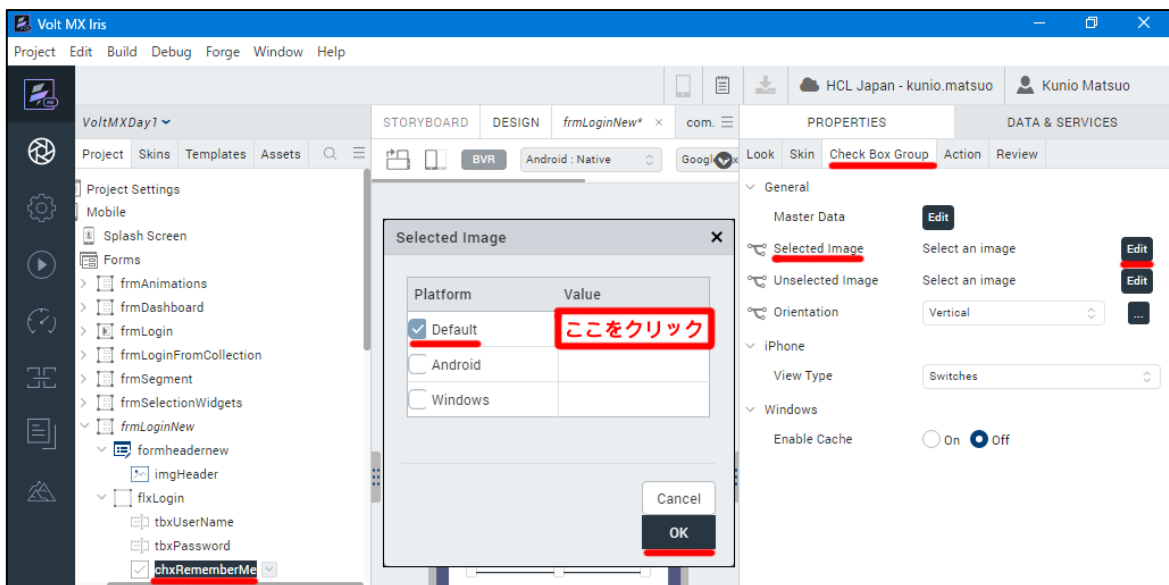 Volt MX Iris
Project Edit Build Debug Forge Window Help
HCL Japan - kunio.matsuo Kunio Matsuo
VoltMXDay1 STORYBOARD DESIGN frmLoginNew* × com. PROPERTIES DATA & SERVICES
Project Skins Templates Assets BVR Android : Native Look Skin Check Box Group Action Review
Project Settings
Mobile
Splash Screen
Forms
frmAnimations
frmDashboard
frmLogin
frmLoginFromCollection
frmSegment
frmSelectionWidgets
frmLoginNew
formheadernew
imgHeader
flxLogin
tbxUserName
tbxPassword
chxRememberMe
Selected Image
Platform Value
Default ここをクリック
Android
Windows
Cancel
OK
General
Master Data Edit
Selected Image Select an image Edit
Unselected Image Select an image Edit
Orientation Vertical ...
iPhone
View Type Switches
Windows
Enable Cache On Off